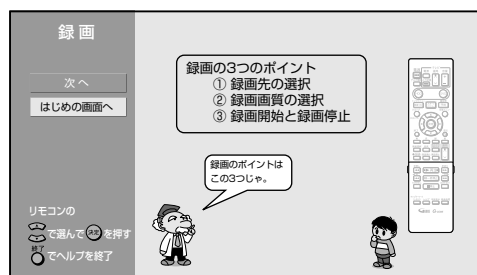 録画
次へ
はじめの画面へ
録画の3つのポイント
① 録画先の選択
② 録画画質の選択
③ 録画開始と録画停止
録画のポイントは
この3つじゃ。
リモコンの
で選んで 決定 を押す
終了
でヘルプを終了